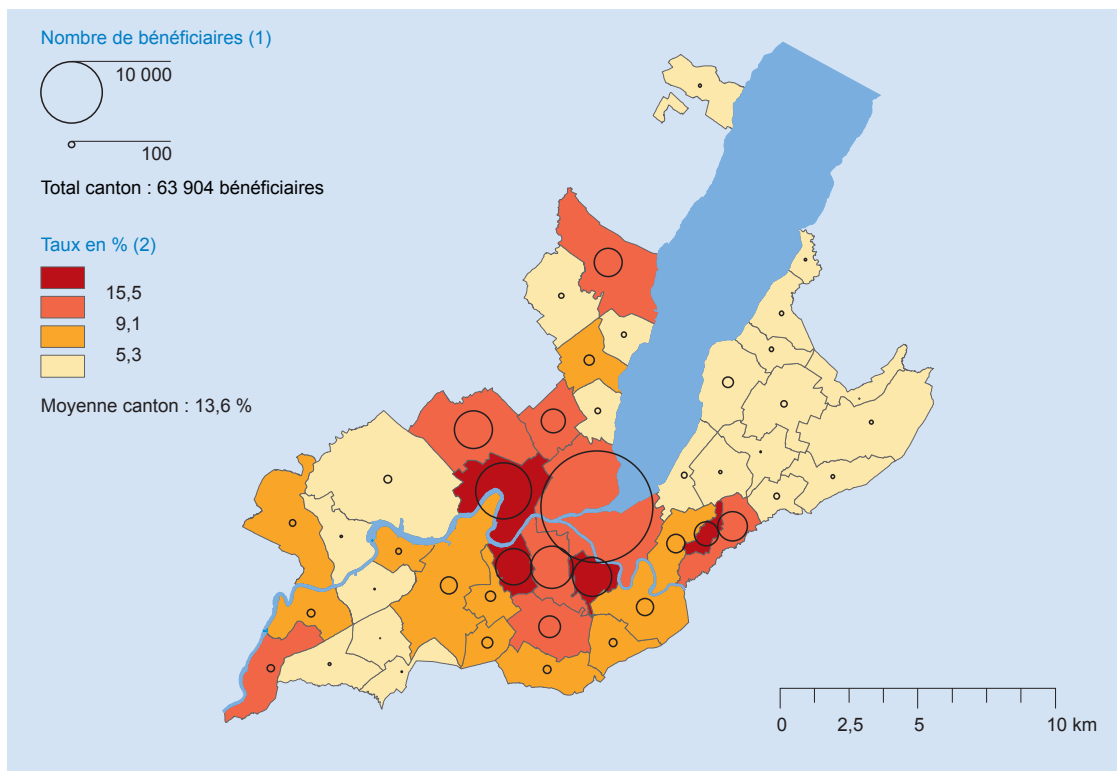 Nombre de bénéficiaires (1)
10 000
100
Total canton : 63 904 bénéficiaires
Taux en % (2)
15,5
9,1
5,3
Moyenne canton : 13,6 %
0 2,5 5 10 km